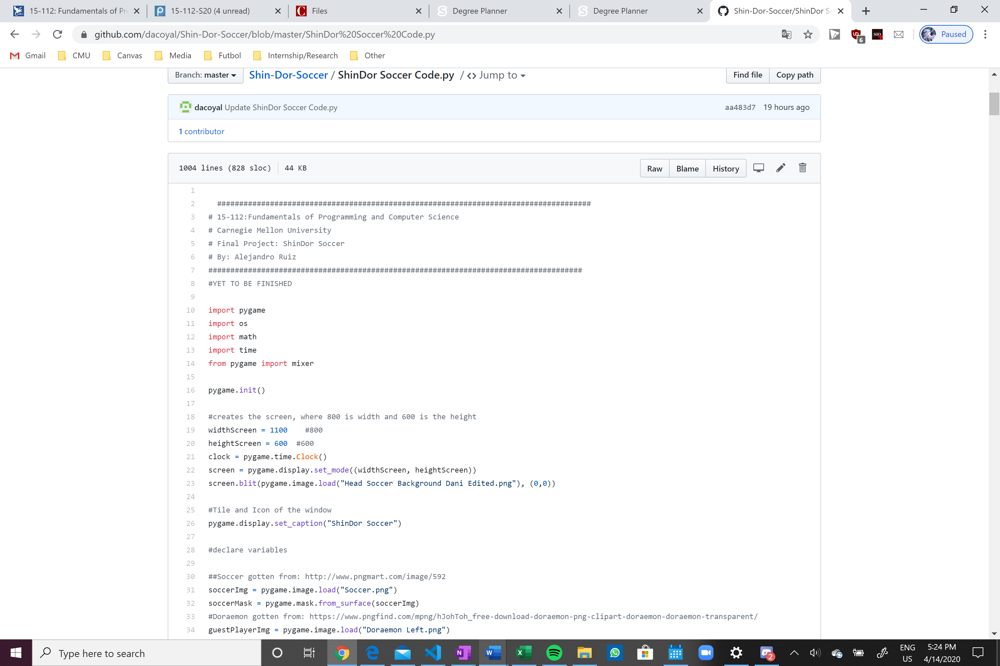 15-112: Fundamentals of Pr
15-112-S20 (4 unread)
Files
Degree Planner
Degree Planner
Shin-Dor-Soccer/ShinDor So
github.com/dacoyal/Shin-Dor-Soccer/blob/master/ShinDor%20Soccer%20Code.py
6
SIO
Paused
Gmail
CMU
Canvas
Media
Futbol
Internship/Research
Other
Branch: master
Shin-Dor-Soccer / ShinDor Soccer Code.py / <> Jump to
Find file
Copy path
dacoyal Update ShinDor Soccer Code.py
aa483d7 19 hours ago
1 contributor
1004 lines (828 sloc) 44 KB
Raw
Blame
History
1
2 #####################################################################################
3 # 15-112:Fundamentals of Programming and Computer Science
4 # Carnegie Mellon University
5 # Final Project: ShinDor Soccer
6 # By: Alejandro Ruiz
7 #####################################################################################
8 #YET TO BE FINISHED
9
10 import pygame
11 import os
12 import math
13 import time
14 from pygame import mixer
15
16 pygame.init()
17
18 #creates the screen, where 800 is width and 600 is the height
19 widthScreen = 1100    #800
20 heightScreen = 600  #600
21 clock = pygame.time.Clock()
22 screen = pygame.display.set_mode((widthScreen, heightScreen))
23 screen.blit(pygame.image.load("Head Soccer Background Dani Edited.png"), (0,0))
24
25 #Tile and Icon of the window
26 pygame.display.set_caption("ShinDor Soccer")
27
28 #declare variables
29
30 ##Soccer gotten from: http://www.pngmart.com/image/592
31 soccerImg = pygame.image.load("Soccer.png")
32 soccerMask = pygame.mask.from_surface(soccerImg)
33 #Doraemon gotten from: https://www.pngfind.com/mpng/hJohToh_free-download-doraemon-png-clipart-doraemon-doraemon-transparent/
34 guestPlayerImg = pygame.image.load("Doraemon Left.png")
Type here to search
2
ENG
US
5:24 PM
4/14/2020